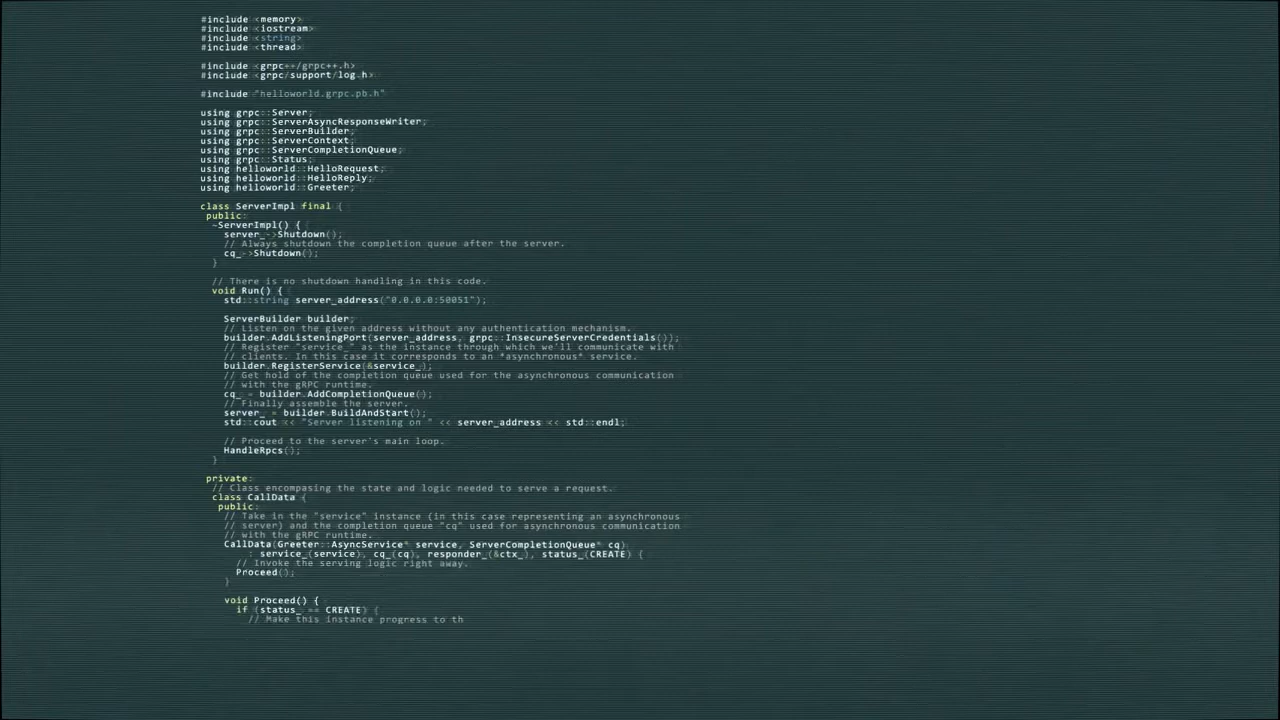 #include <memory>
#include <iostream>
#include <string>
#include <thread>
#include <grpc++/grpc++.h>
#include <grpc/support/log.h>
#include "helloworld.grpc.pb.h"
using grpc::Server;
using grpc::ServerAsyncResponseWriter;
using grpc::ServerBuilder;
using grpc::ServerContext;
using grpc::ServerCompletionQueue;
using grpc::Status;
using helloworld::HelloRequest;
using helloworld::HelloReply;
using helloworld::Greeter;
class ServerImpl final {
public:
~ServerImpl() {
server_->Shutdown();
// Always shutdown the completion queue after the server.
cq_->Shutdown();
}
// There is no shutdown handling in this code.
void Run() {
std::string server_address("0.0.0.0:50051");
ServerBuilder builder;
// Listen on the given address without any authentication mechanism.
builder.AddListeningPort(server_address, grpc::InsecureServerCredentials());
// Register "service_" as the instance through which we'll communicate with
// clients. In this case it corresponds to an *asynchronous* service.
builder.RegisterService(&service_);
// Get hold of the completion queue used for the asynchronous communication
// with the gRPC runtime.
cq_ = builder.AddCompletionQueue();
// Finally assemble the server.
server_ = builder.BuildAndStart();
std::cout << "Server listening on " << server_address << std::endl;
// Proceed to the server's main loop.
HandleRpcs();
}
private:
// Class encompasing the state and logic needed to serve a request.
class CallData {
public:
// Take in the "service" instance (in this case representing an asynchronous
// server) and the completion queue "cq" used for asynchronous communication
// with the gRPC runtime.
CallData(Greeter::AsyncService* service, ServerCompletionQueue* cq)
: service_(service), cq_(cq), responder_(&ctx_), status_(CREATE) {
// Invoke the serving logic right away.
Proceed();
}
void Proceed() {
if (status_ == CREATE) {
// Make this instance progress to th